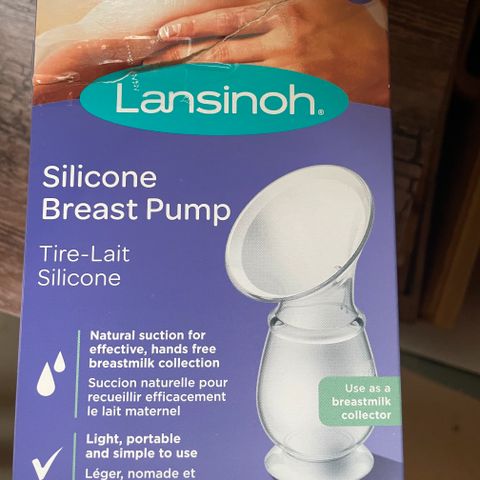 Lansinoh®
Silicone
Breast Pump
Tire-Lait
Silicone
Natural suction for
effective, hands free
breastmilk collection
Succion naturelle pour
recueillir efficacement
le lait maternel
Use as a
breastmilk
collector
Light, portable
and simple to use
Léger, nomade et